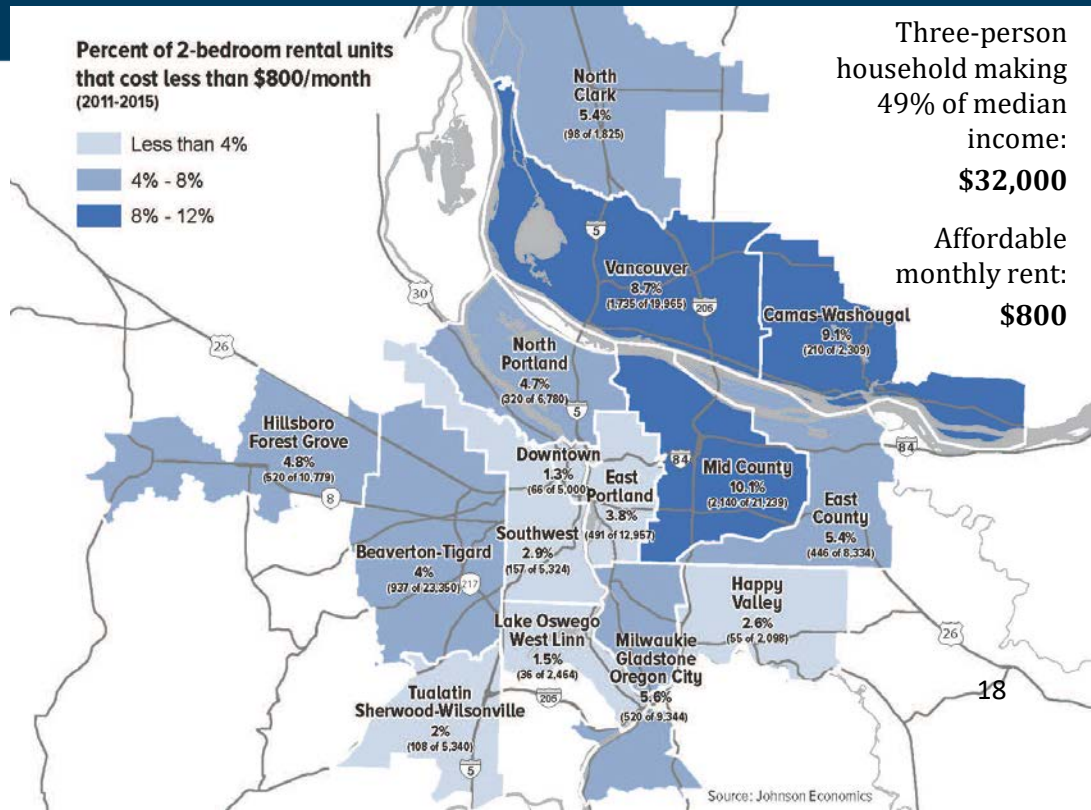 Percent of 2-bedroom rental units
that cost less than $800/month
(2011-2015)
Less than 4%
4% - 8%
8% - 12%
Three-person
household making
49% of median
income:
$32,000
Affordable
monthly rent:
$800
North
Clark
5.4%
(98 of 1,825)
5
Vancouver
8.7%
(1,735 of 19,965)
205
Camas-Washougal
9.1%
(210 of 2,309)
30
26
North
Portland
4.7%
(320 of 6,780)
5
Hillsboro
Forest Grove
4.8%
(520 of 10,779)
8
Downtown
1.3%
(66 of 5,000)
East
Portland
3.8%
(491 of 12,957)
84
Mid County
10.1%
(2,140 of 21,239)
84
East
County
5.4%
(446 of 8,334)
Southwest
2.9%
(157 of 5,324)
Beaverton-Tigard
4%
(937 of 23,350)
217
Happy
Valley
2.6%
(55 of 2,098)
26
Lake Oswego
West Linn
1.5%
(36 of 2,464)
205
Milwaukie
Gladstone
Oregon City
5.6%
(520 of 9,344)
18
Tualatin
Sherwood-Wilsonville
2%
(108 of 5,340)
5
Source: Johnson Economics